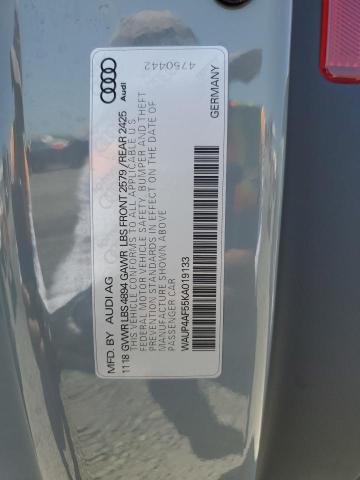 Audi
4750442
MFD. BY AUDI AG
11 18 GVWR LBS 4894 GAWR LBS FRONT 2579 / REAR 2425
THIS VEHICLE CONFORMS TO ALL APPLICABLE U.S.
FEDERAL MOTOR VEHICLE SAFETY, BUMPER AND THEFT
PREVENTION STANDARDS IN EFFECT ON THE DATE OF
MANUFACTURE SHOWN ABOVE.
PASSENGER CAR
WAUP4AF55KA019133
GERMANY